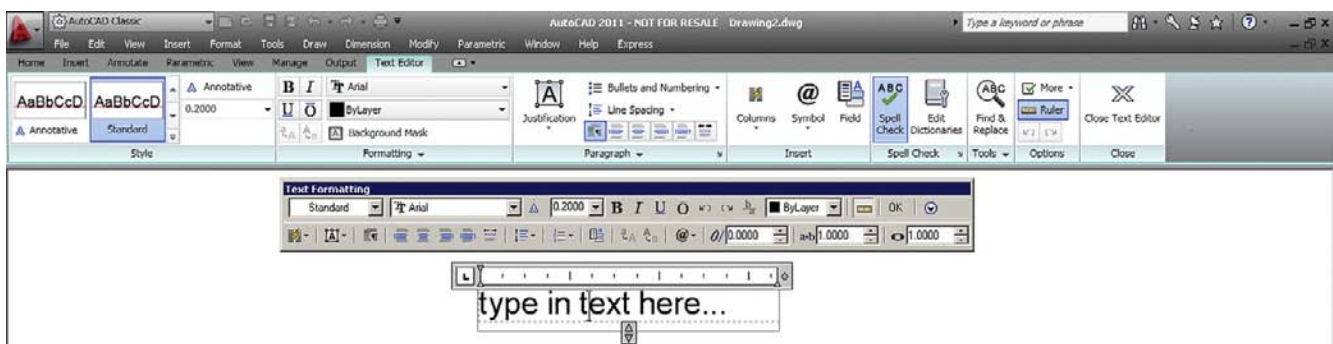 AutoCAD Classic AutoCAD 2011 - NOT FOR RESALE Drawing2.dwg Type a keyword or phrase
File Edit View Insert Format Tools Draw Dimension Modify Parametric Window Help Express
Home Insert Annotate Parametric View Manage Output Text Editor
AaBbCcD AaBbCcD Annotative B I Arial Bullets and Numbering @ ABC ABC More
0.2000 U O ByLayer A Line Spacing Ruler
Annotative Standard Background Mask Justification Columns Symbol Field Spell Check Edit Dictionaries Find & Replace Close Text Editor
Style Formatting Paragraph Insert Spell Check Tools Options Close
Text Formatting
Standard Arial 0.2000 B I U O ByLayer OK
@ 0/ 0.0000 a•b 1.0000 1.0000
type in text here...